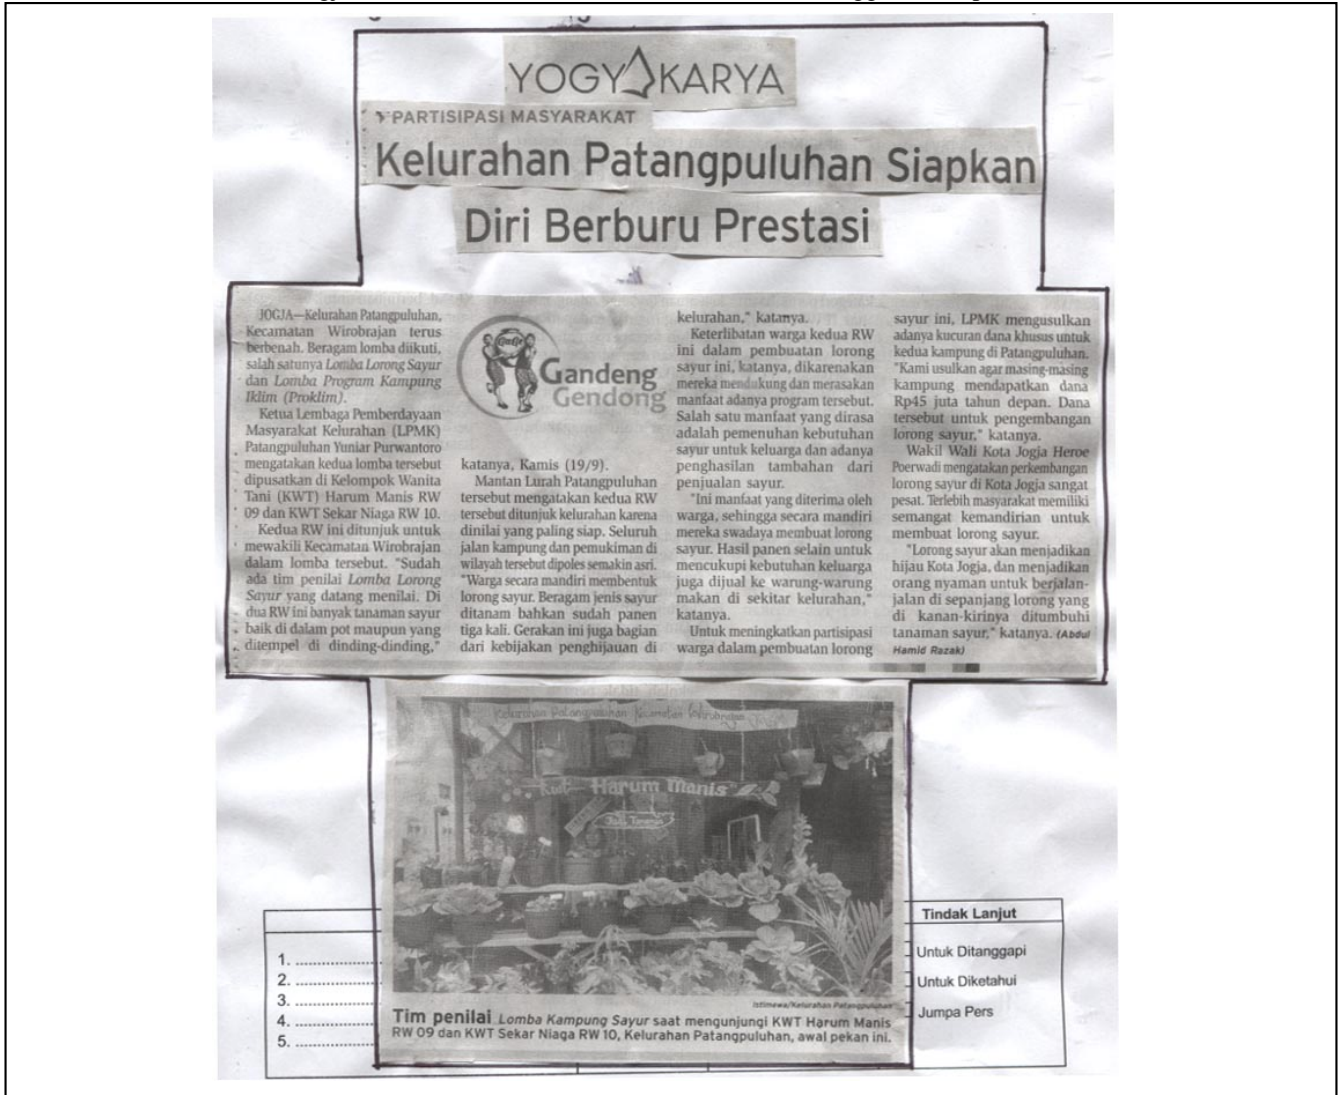 YOGYAKARYA
PARTISIPASI MASYARAKAT
Kelurahan Patangpuluhan Siapkan
Diri Berburu Prestasi
JOGJA—Kelurahan Patangpuluhan,
Kecamatan Wirobrajan terus
berbenah. Beragam lomba diikuti,
salah satunya Lomba Lorong Sayur
dan Lomba Program Kampung
Iklim (Proklim).
Ketua Lembaga Pemberdayaan
Masyarakat Kelurahan (LPMK)
Patangpuluhan Yuniar Purwantoro
mengatakan kedua lomba tersebut
dipusatkan di Kelompok Wanita
Tani (KWT) Harum Manis RW
09 dan KWT Sekar Niaga RW 10.
Kedua RW ini ditunjuk untuk
mewakili Kecamatan Wirobrajan
dalam lomba tersebut. "Sudah
ada tim penilai Lomba Lorong
Sayur yang datang menilai. Di
dua RW ini banyak tanaman sayur
baik di dalam pot maupun yang
ditempel di dinding-dinding,"
Gandeng
Gendong
katanya, Kamis (19/9).
Mantan Lurah Patangpuluhan
tersebut mengatakan kedua RW
tersebut ditunjuk kelurahan karena
dinilai yang paling siap. Seluruh
jalan kampung dan pemukiman di
wilayah tersebut dipoles semakin asri.
"Warga secara mandiri membentuk
lorong sayur. Beragam jenis sayur
ditanam bahkan sudah panen
tiga kali. Gerakan ini juga bagian
dari kebijakan penghijauan di
kelurahan," katanya.
Keterlibatan warga kedua RW
ini dalam pembuatan lorong
sayur ini, katanya, dikarenakan
mereka mendukung dan merasakan
manfaat adanya program tersebut.
Salah satu manfaat yang dirasa
adalah pemenuhan kebutuhan
sayur untuk keluarga dan adanya
penghasilan tambahan dari
penjualan sayur.
"Ini manfaat yang diterima oleh
warga, sehingga secara mandiri
mereka swadaya membuat lorong
sayur. Hasil panen selain untuk
mencukupi kebutuhan keluarga
juga dijual ke warung-warung
makan di sekitar kelurahan,"
katanya.
Untuk meningkatkan partisipasi
warga dalam pembuatan lorong
sayur ini, LPMK mengusulkan
adanya kucuran dana khusus untuk
kedua kampung di Patangpuluhan.
"Kami usulkan agar masing-masing
kampung mendapatkan dana
Rp45 juta tahun depan. Dana
tersebut untuk pengembangan
lorong sayur," katanya.
Wakil Wali Kota Jogja Heroe
Poerwadi mengatakan perkembangan
lorong sayur di Kota Jogja sangat
pesat. Terlebih masyarakat memiliki
semangat kemandirian untuk
membuat lorong sayur.
"Lorong sayur akan menjadikan
hijau Kota Jogja, dan menjadikan
orang nyaman untuk berjalan-
jalan di sepanjang lorong yang
di kanan-kirinya ditumbuhi
tanaman sayur," katanya. (Abdul
Hamid Razak)
Kelurahan Patangpuluhan Kecamatan Wirobrajan
KWT Harum Manis
Istimewa/Kelurahan Patangpuluhan
Tim penilai Lomba Kampung Sayur saat mengunjungi KWT Harum Manis
RW 09 dan KWT Sekar Niaga RW 10, Kelurahan Patangpuluhan, awal pekan ini.
1. ....................
2. ....................
3. ....................
4. ....................
5. ....................
Tindak Lanjut
Untuk Ditanggapi
Untuk Diketahui
Jumpa Pers